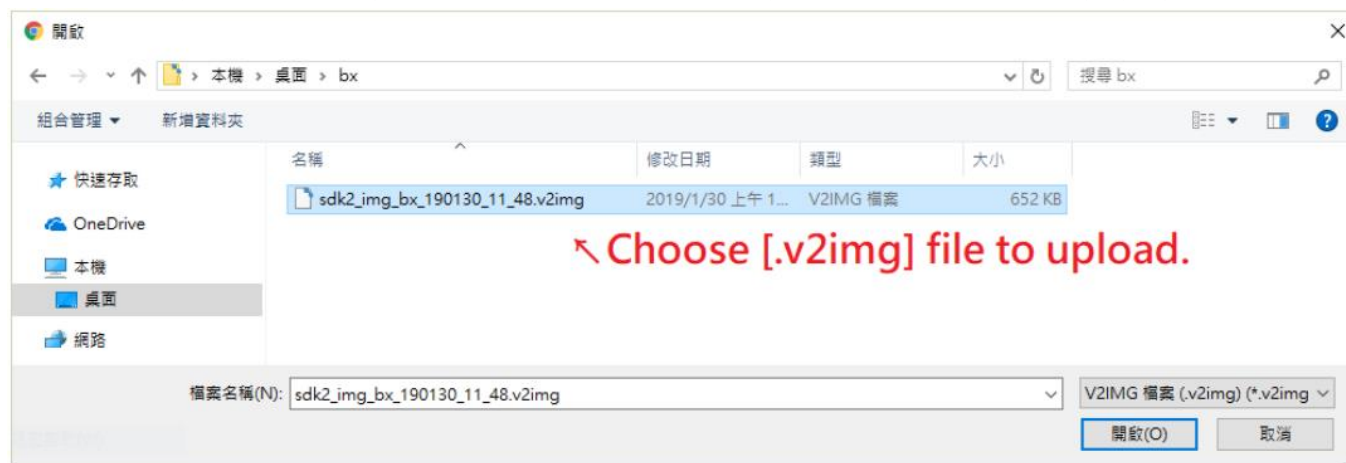 開啟
本機 › 桌面 › bx
搜尋 bx
組合管理
新增資料夾
名稱 修改日期 類型 大小
快速存取
sdk2_img_bx_190130_11_48.v2img 2019/1/30 上午 1... V2IMG 檔案 652 KB
OneDrive
Choose [.v2img] file to upload.
本機
桌面
網路
檔案名稱(N): sdk2_img_bx_190130_11_48.v2img
V2IMG 檔案 (.v2img) (*.v2img
開啟(O) 取消